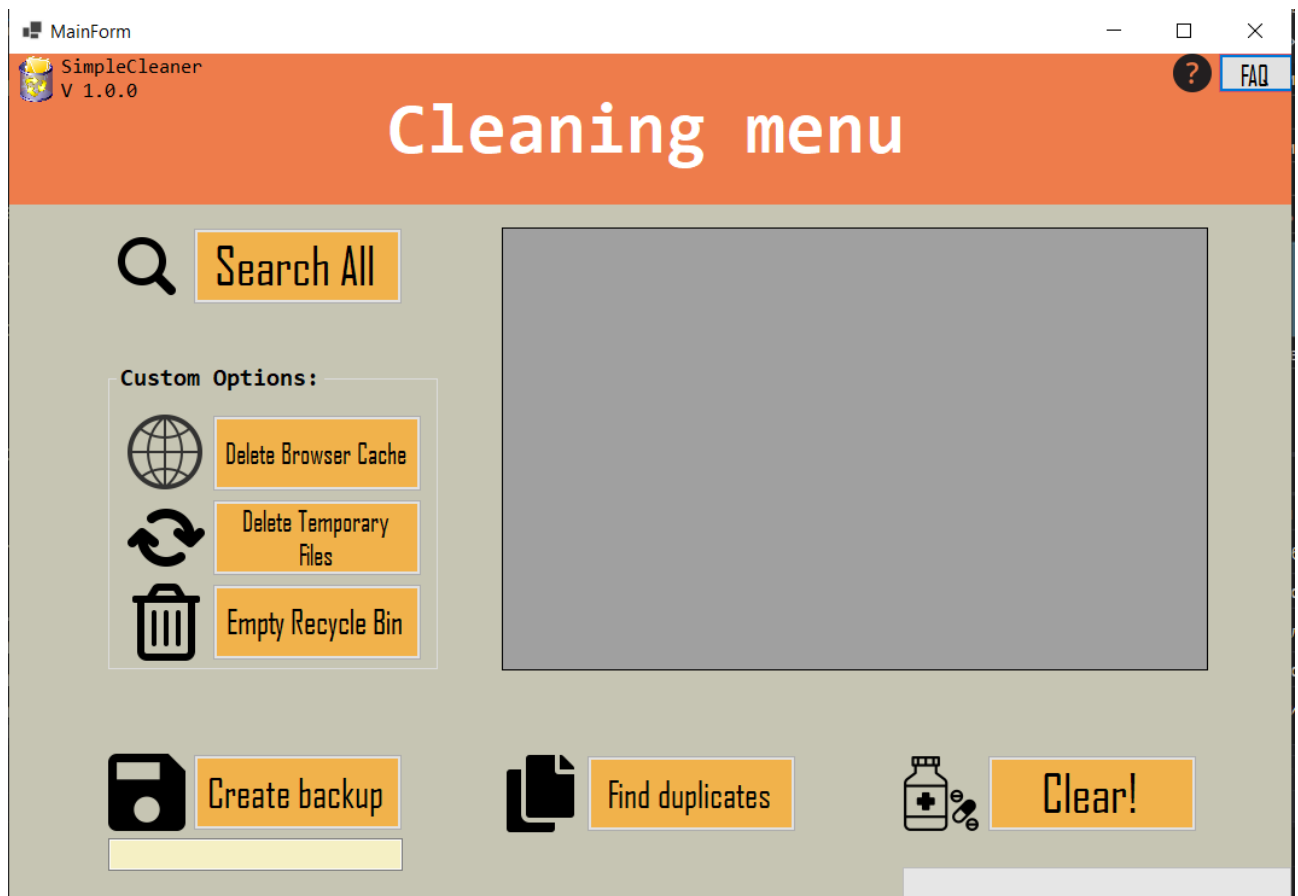 MainForm
SimpleCleaner
V 1.0.0
? FAQ
Cleaning menu
Search All
Custom Options:
Delete Browser Cache
Delete Temporary
Files
Empty Recycle Bin
Create backup
Find duplicates
Clear!